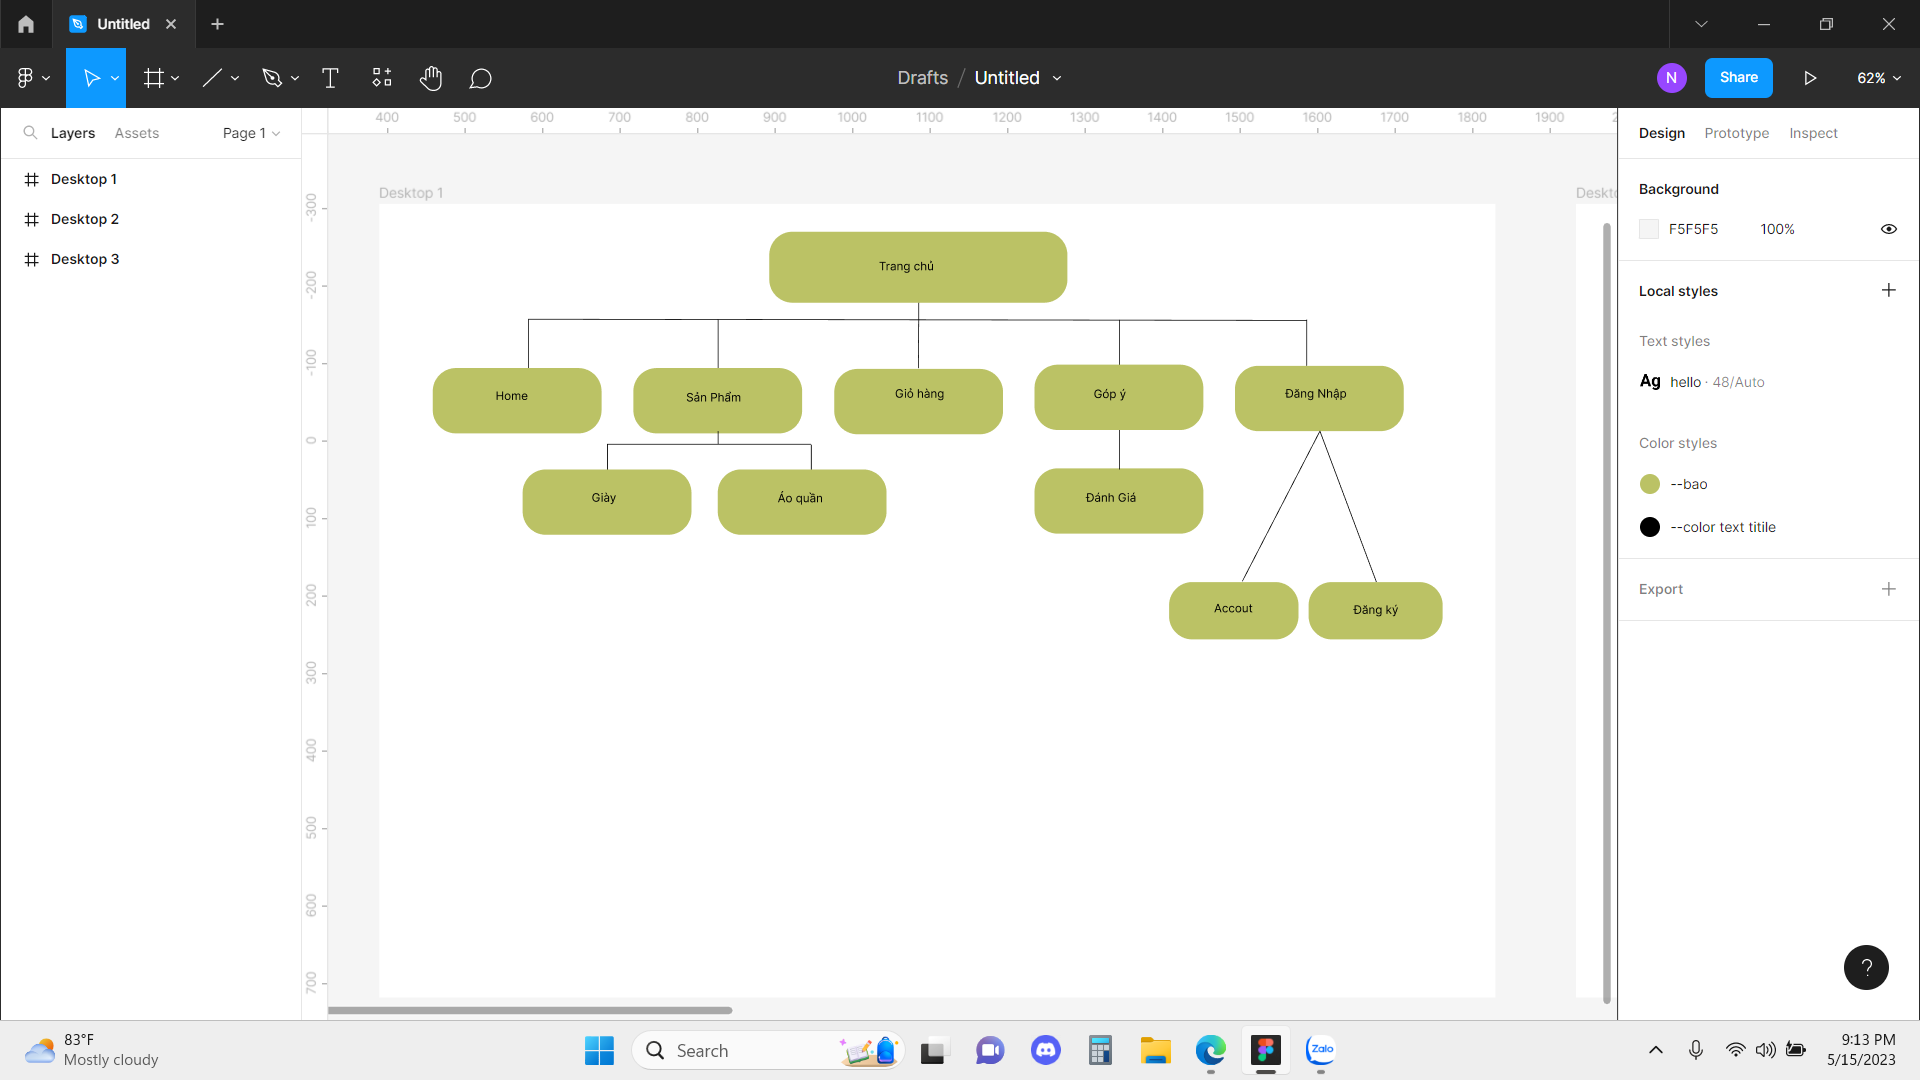 Untitled
Drafts / Untitled
N
Share
62%
Layers
Assets
Page 1
Desktop 1
Desktop 2
Desktop 3
400 500 600 700 800 900 1000 1100 1200 1300 1400 1500 1600 1700 1800 1900 2
-300
-200
-100
0
100
200
300
400
500
600
700
Desktop 1
Deskto
Trang chủ
Home
Sản Phẩm
Giỏ hàng
Góp ý
Đăng Nhập
Giày
Áo quần
Đánh Giá
Accout
Đăng ký
Design
Prototype
Inspect
Background
F5F5F5
100%
Local styles
Text styles
Ag hello · 48/Auto
Color styles
--bao
--color text titile
Export
?
83°F
Mostly cloudy
Search
Zalo
9:13 PM
5/15/2023